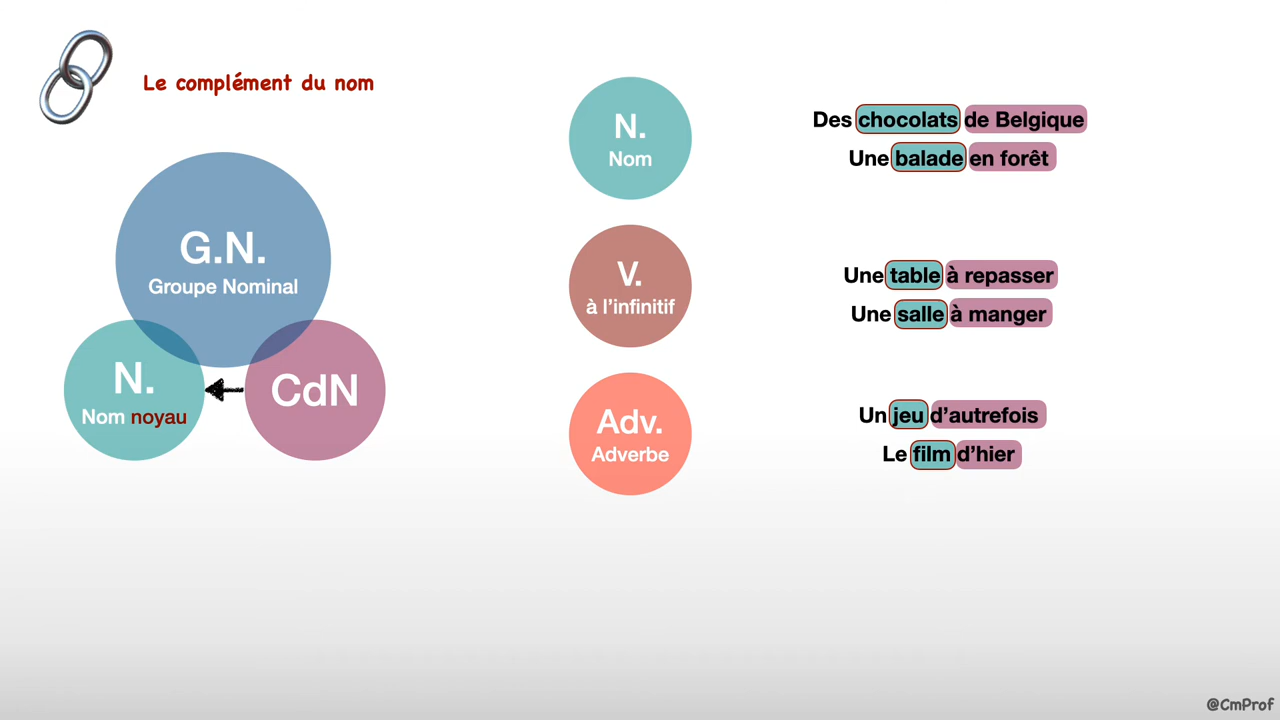 Le complément du nom
G.N.
Groupe Nominal
N.
Nom noyau
CdN
N.
Nom
Des chocolats de Belgique
Une balade en forêt
V.
à l’infinitif
Une table à repasser
Une salle à manger
Adv.
Adverbe
Un jeu d’autrefois
Le film d’hier
@CmProf